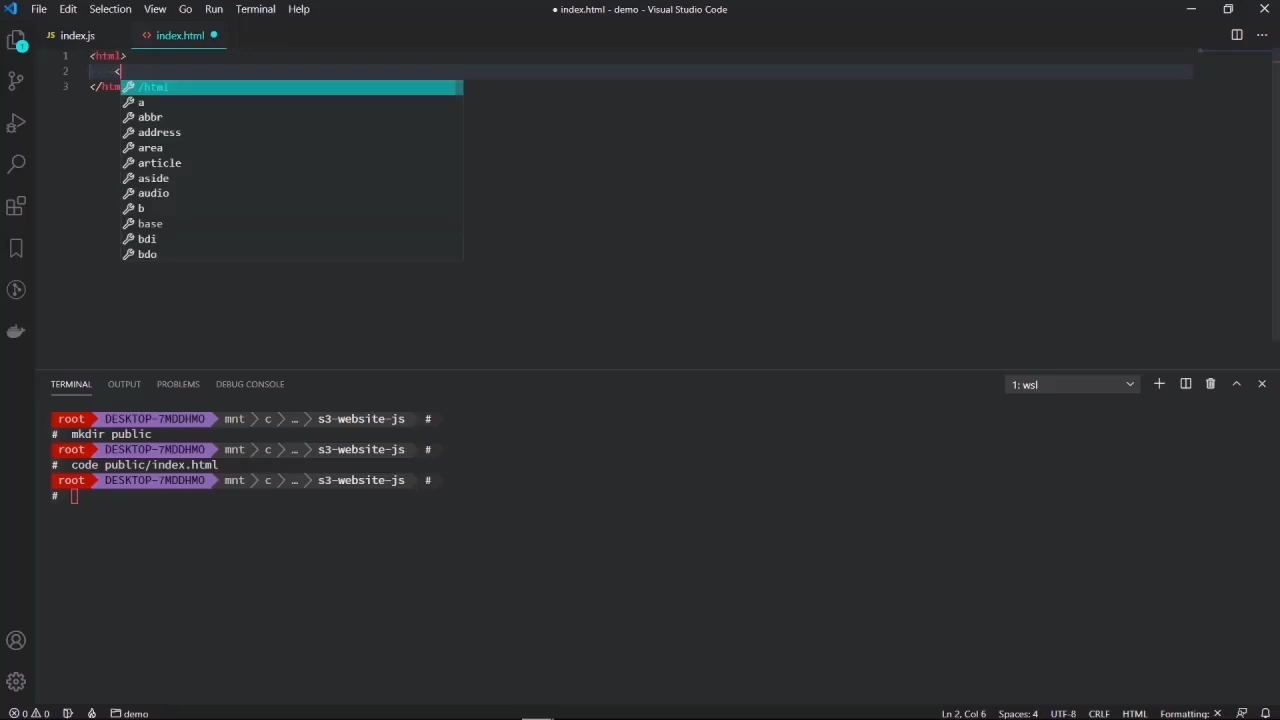 File Edit Selection View Go Run Terminal Help
● index.html - demo - Visual Studio Code
JS index.js
<> index.html
1
1 <html>
2 <
3 </htm
/html
a
abbr
address
area
article
aside
audio
b
base
bdi
bdo
TERMINAL OUTPUT PROBLEMS DEBUG CONSOLE
1: wsl
root DESKTOP-7MDDHMO mnt c … s3-website-js #
# mkdir public
root DESKTOP-7MDDHMO mnt c … s3-website-js #
# code public/index.html
root DESKTOP-7MDDHMO mnt c … s3-website-js #
#
0 0 demo
Ln 2, Col 6 Spaces: 4 UTF-8 CRLF HTML Formatting: ×